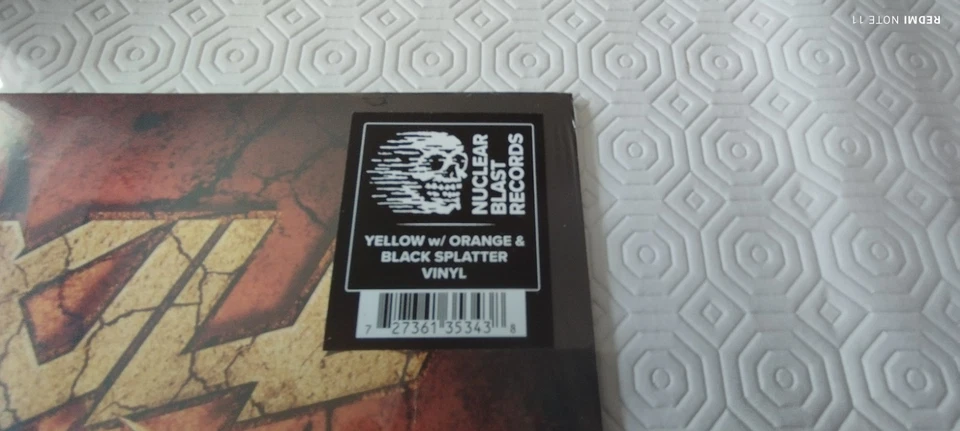 REDMI NOTE 11
NUCLEAR
BLAST
RECORDS
YELLOW w/ ORANGE &
BLACK SPLATTER
VINYL
7 27361 35343 8